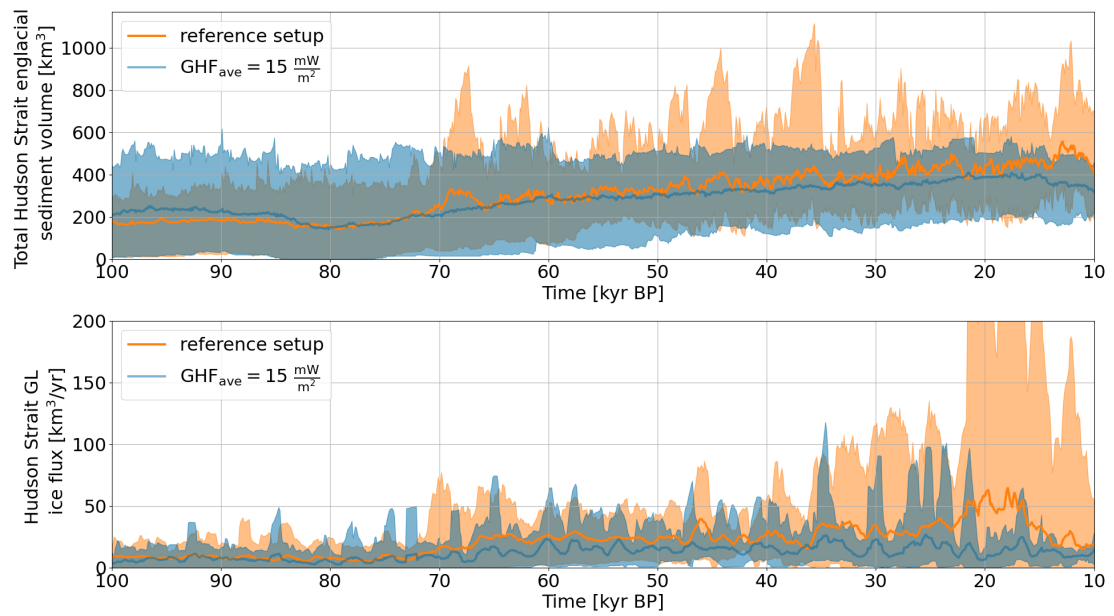 Total Hudson Strait englacial
sediment volume [km³]
1000
800
600
400
200
0
reference setup
GHF_ave = 15 mW/m²
100 90 80 70 60 50 40 30 20 10
Time [kyr BP]
Hudson Strait GL
ice flux [km³/yr]
200
150
100
50
0
reference setup
GHF_ave = 15 mW/m²
100 90 80 70 60 50 40 30 20 10
Time [kyr BP]